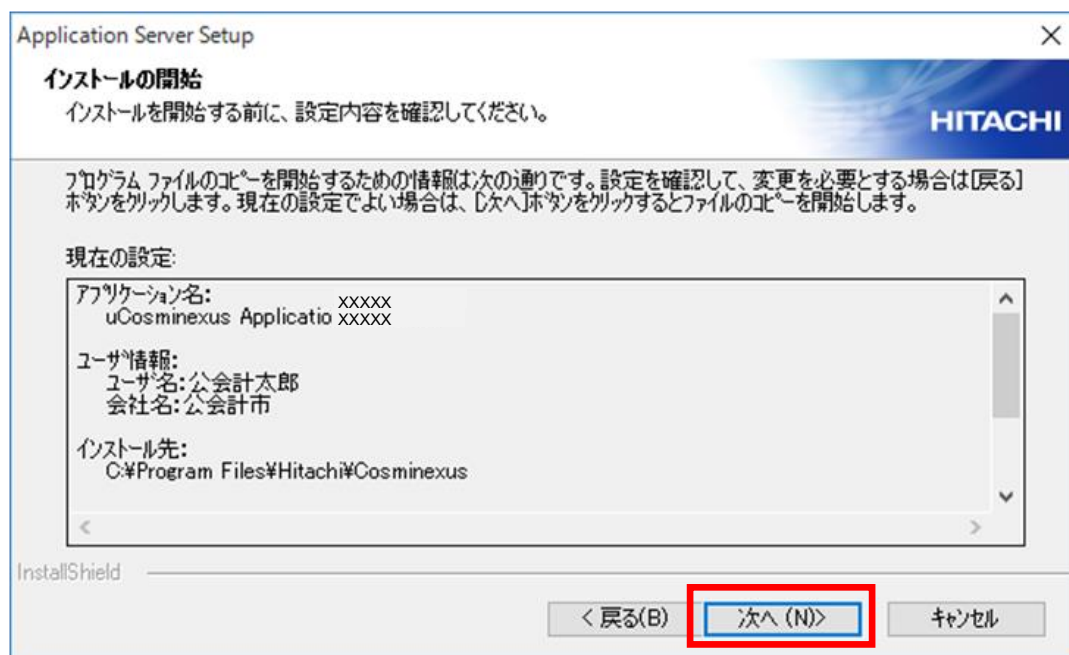 Application Server Setup
インストールの開始
インストールを開始する前に、設定内容を確認してください。
HITACHI
プログラム ファイルのコピーを開始するための情報は次の通りです。設定を確認して、変更を必要とする場合は[戻る]
ボタンをクリックします。現在の設定でよい場合は、[次へ]ボタンをクリックするとファイルのコピーを開始します。
現在の設定:
アプリケーション名:
xxxxx
uCosminexus Applicatio xxxxx
ユーザ情報:
ユーザ名:公会計太郎
会社名:公会計市
インストール先:
C:¥Program Files¥Hitachi¥Cosminexus
InstallShield
< 戻る(B)
次へ (N)>
キャンセル